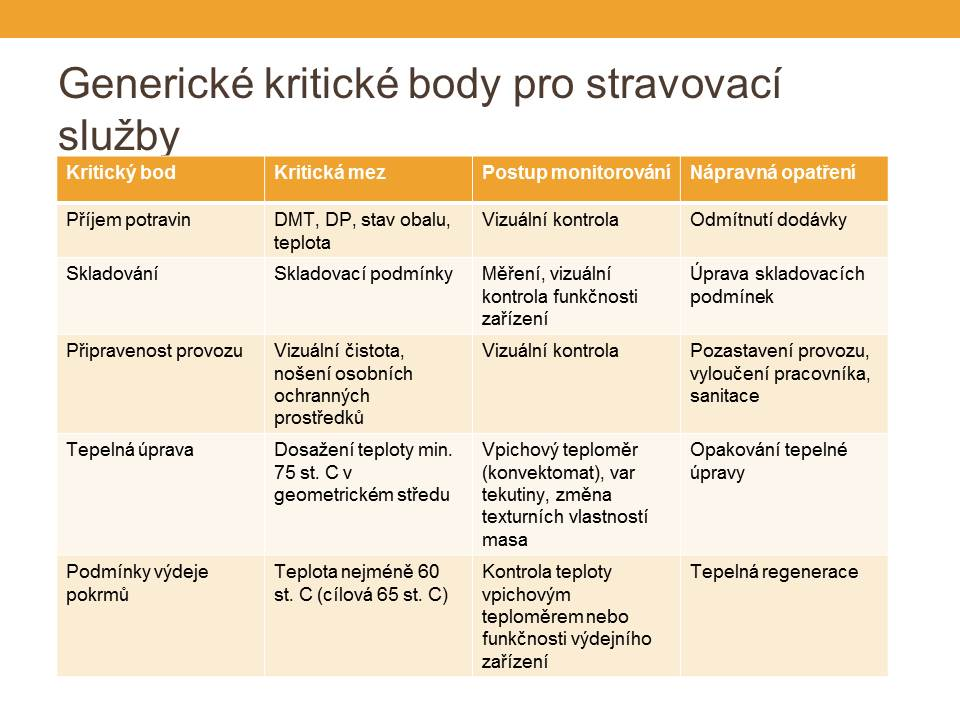 Generické kritické body pro stravovací
služby
Kritický bod
Kritická mez
Postup monitorování
Nápravná opatření
Příjem potravin
DMT, DP, stav obalu,
teplota
Vizuální kontrola
Odmítnutí dodávky
Skladování
Skladovací podmínky
Měření, vizuální
kontrola funkčnosti
zařízení
Úprava skladovacích
podmínek
Připravenost provozu
Vizuální čistota,
nošení osobních
ochranných
prostředků
Vizuální kontrola
Pozastavení provozu,
vyloučení pracovníka,
sanitace
Tepelná úprava
Dosažení teploty min.
75 st. C v
geometrickém středu
Vpichový teploměr
(konvektomat), var
tekutiny, změna
texturních vlastností
masa
Opakování tepelné
úpravy
Podmínky výdeje
pokrmů
Teplota nejméně 60
st. C (cílová 65 st. C)
Kontrola teploty
vpichovým
teploměrem nebo
funkčnosti výdejního
zařízení
Tepelná regenerace